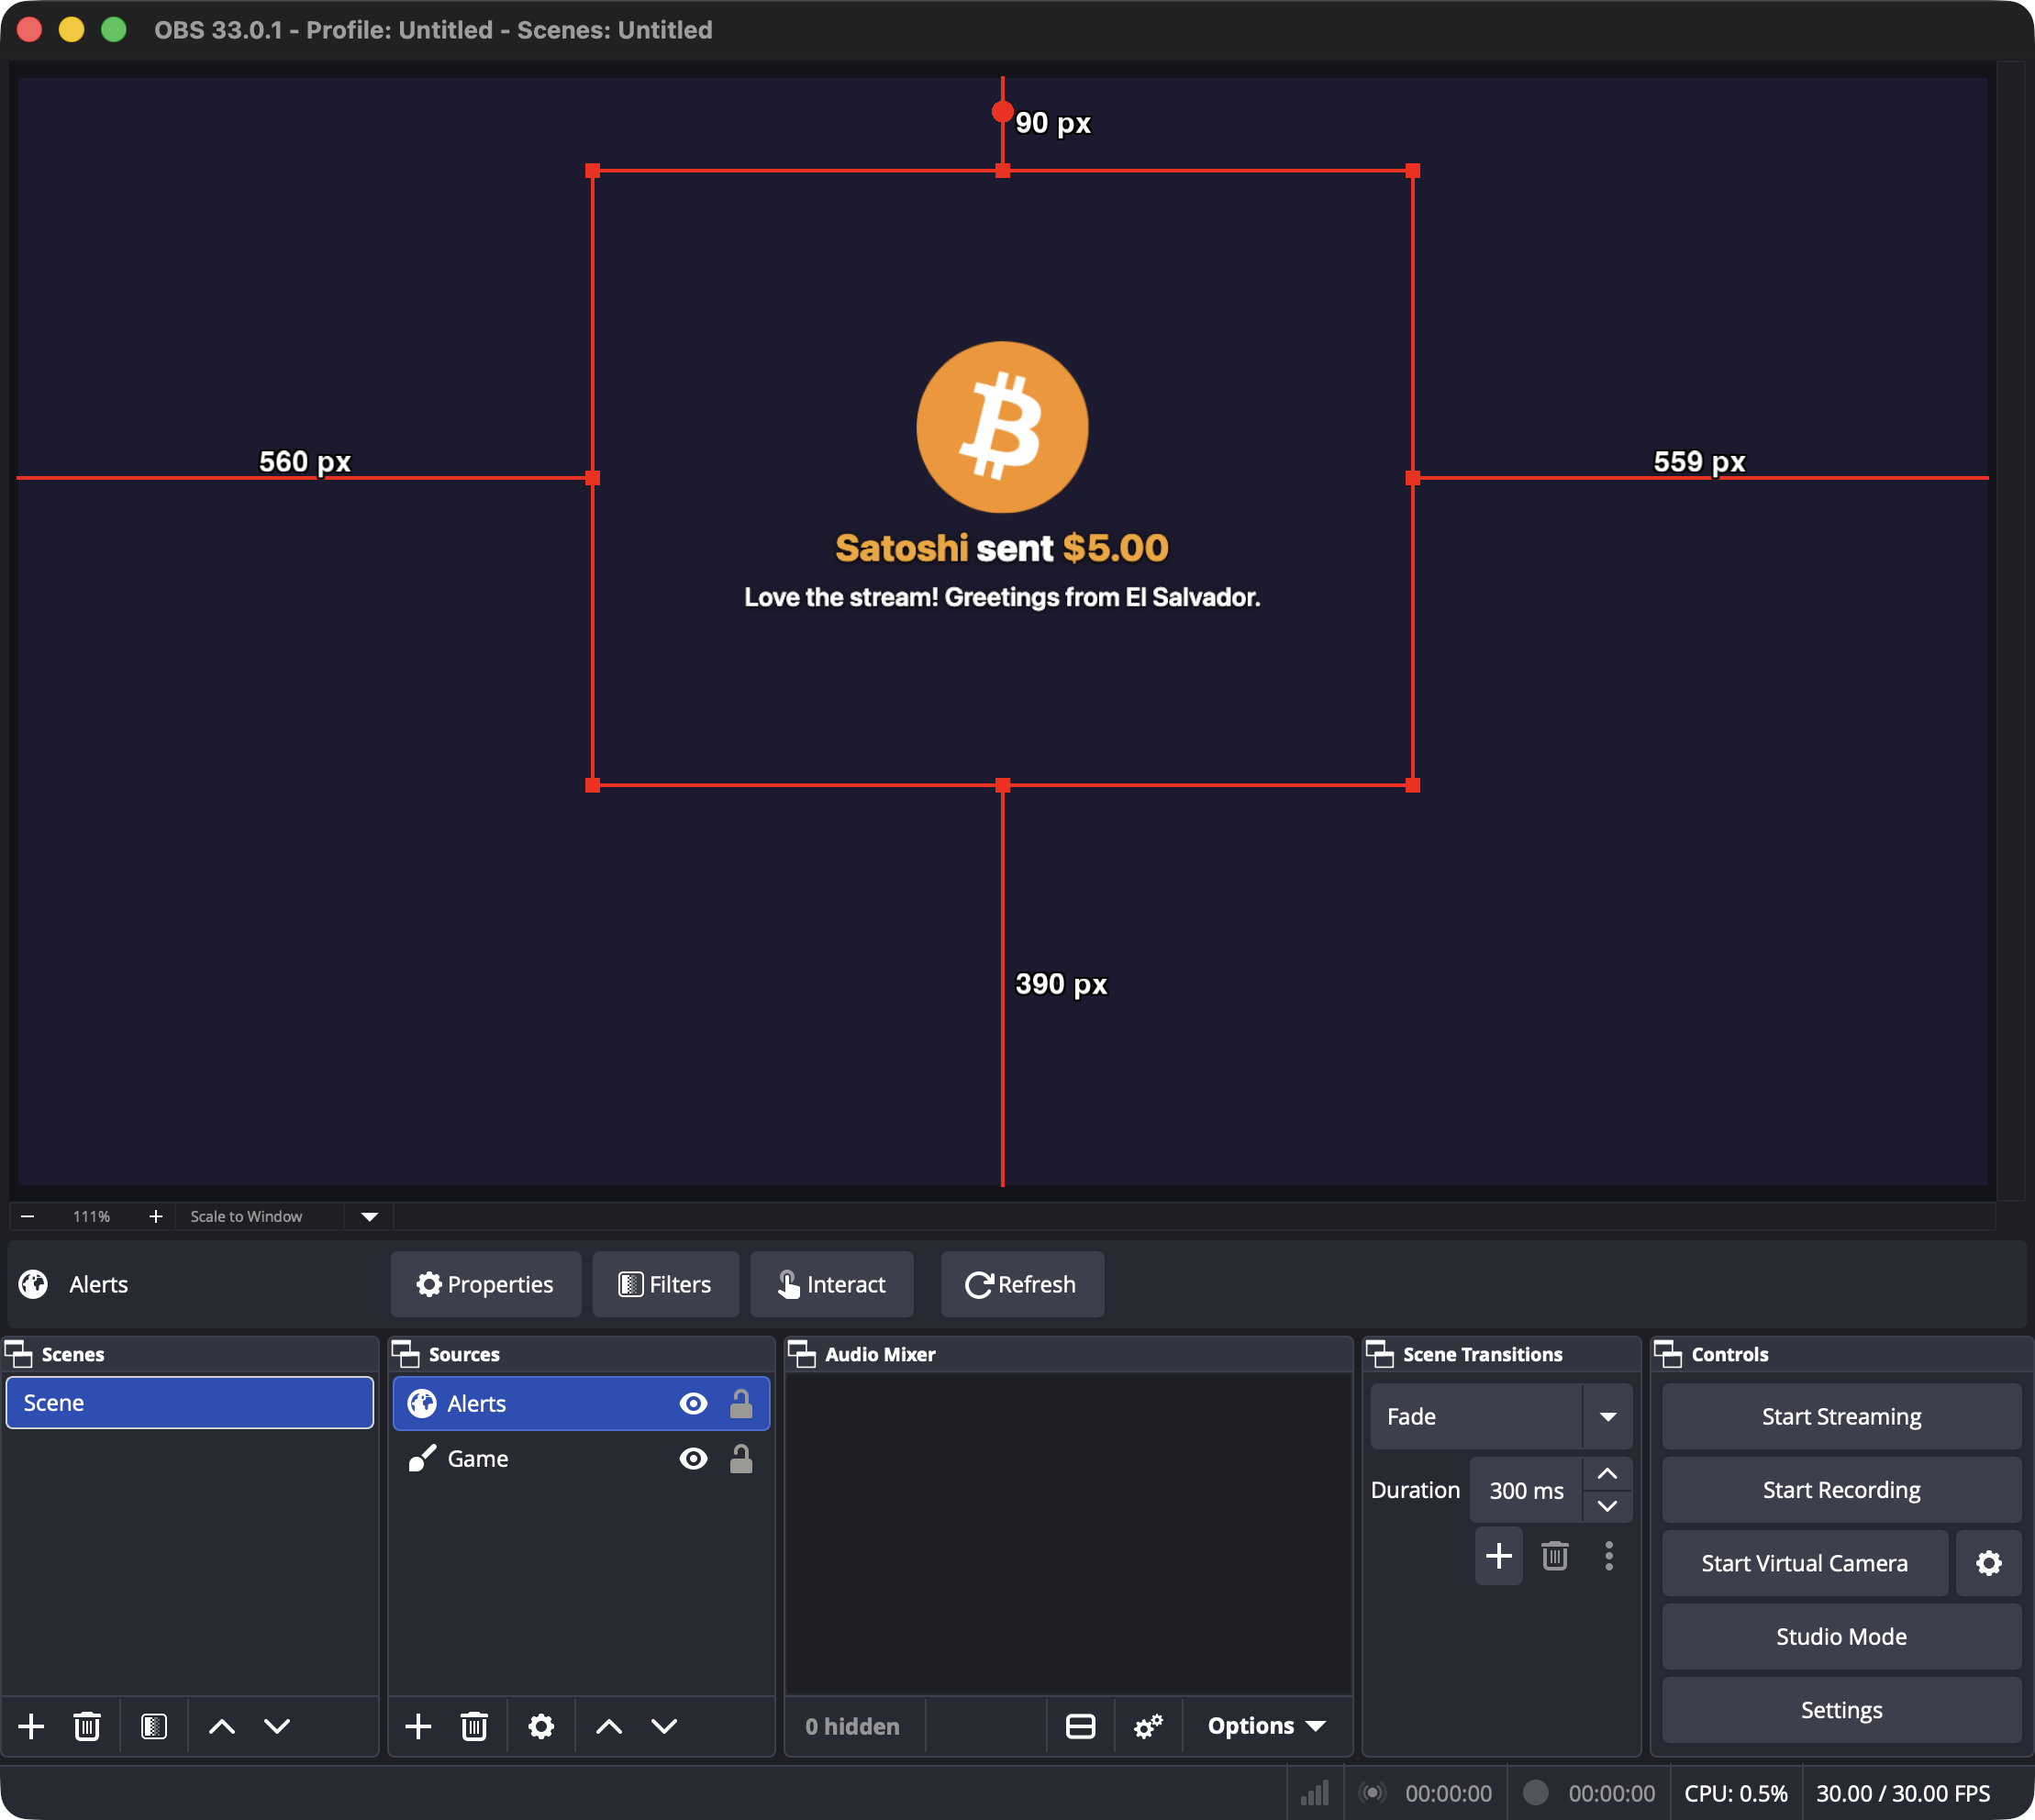 OBS 33.0.1 - Profile: Untitled - Scenes: Untitled
90 px
560 px
559 px
Satoshi sent $5.00
Love the stream! Greetings from El Salvador.
390 px
111%
Scale to Window
Alerts
Properties
Filters
Interact
Refresh
Scenes
Scene
Sources
Alerts
Game
Audio Mixer
0 hidden
Options
Scene Transitions
Fade
Duration
300 ms
Controls
Start Streaming
Start Recording
Start Virtual Camera
Studio Mode
Settings
00:00:00
00:00:00
CPU: 0.5%
30.00 / 30.00 FPS